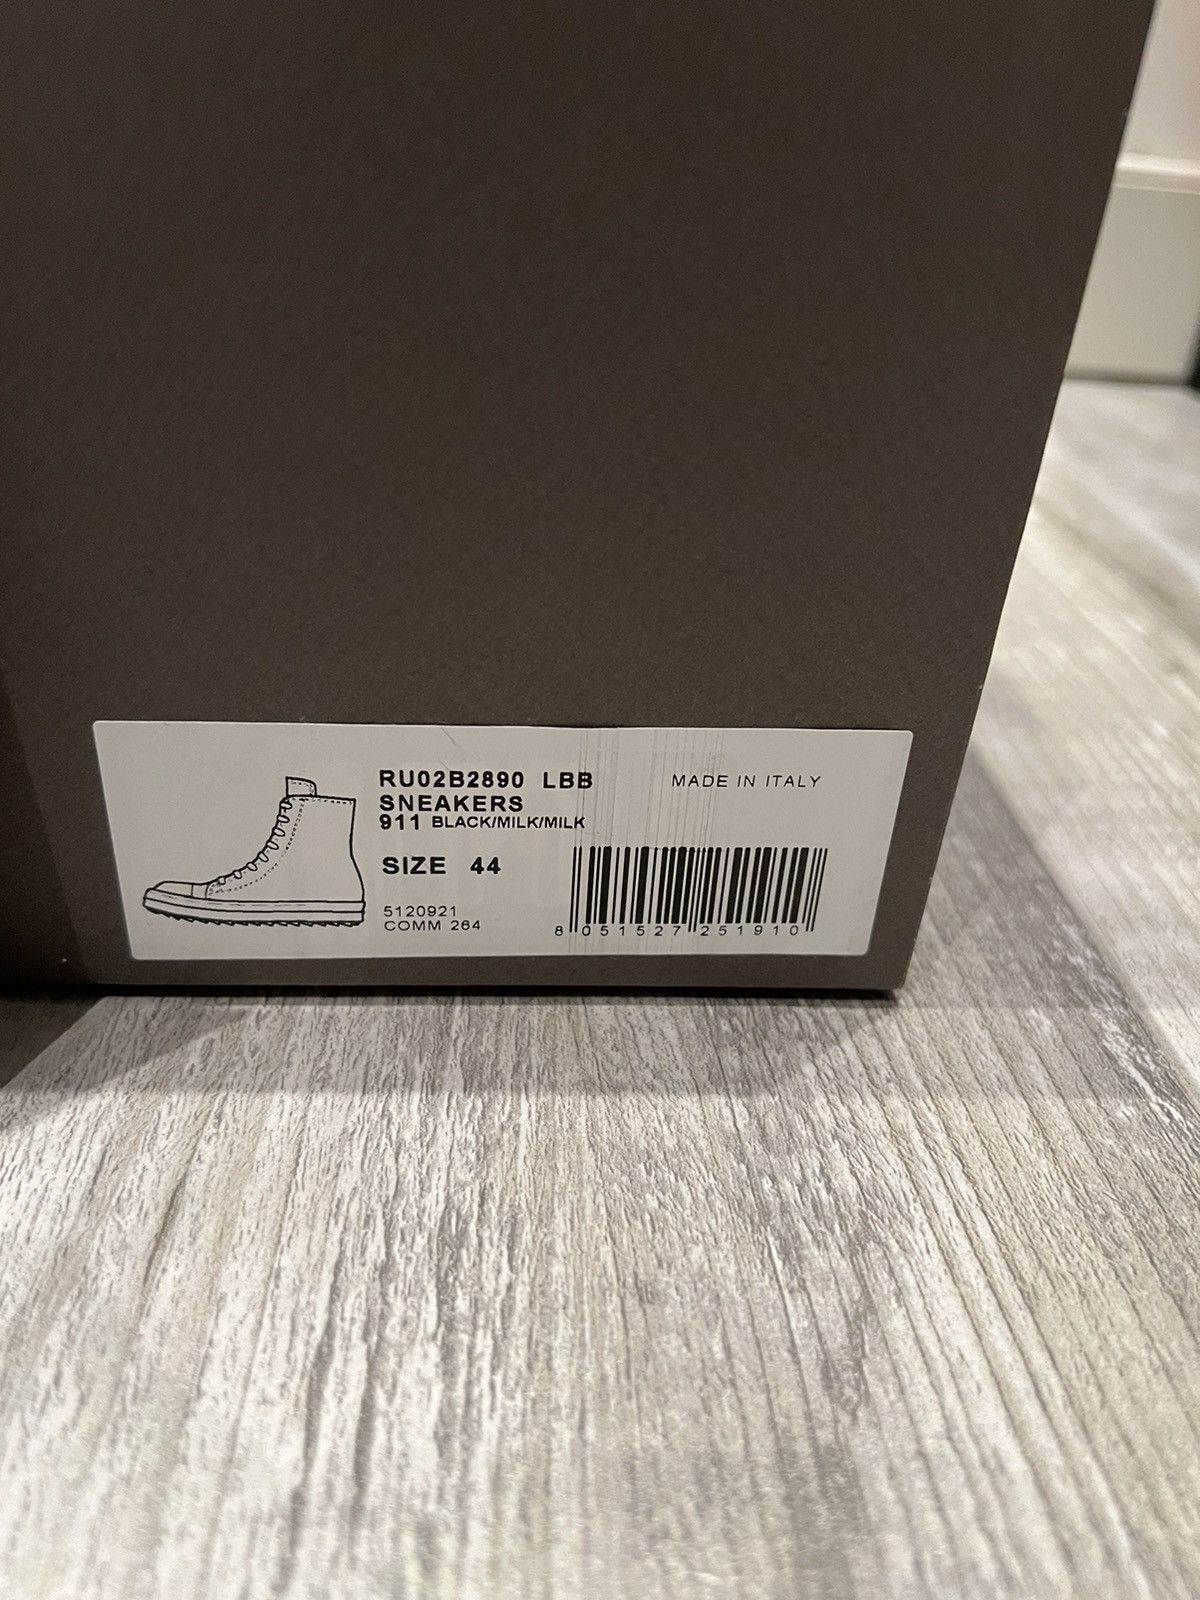 RU02B2890 LBB
MADE IN ITALY
SNEAKERS
911 BLACK/MILK/MILK
SIZE 44
5120921
COMM 264
8 051527 251910